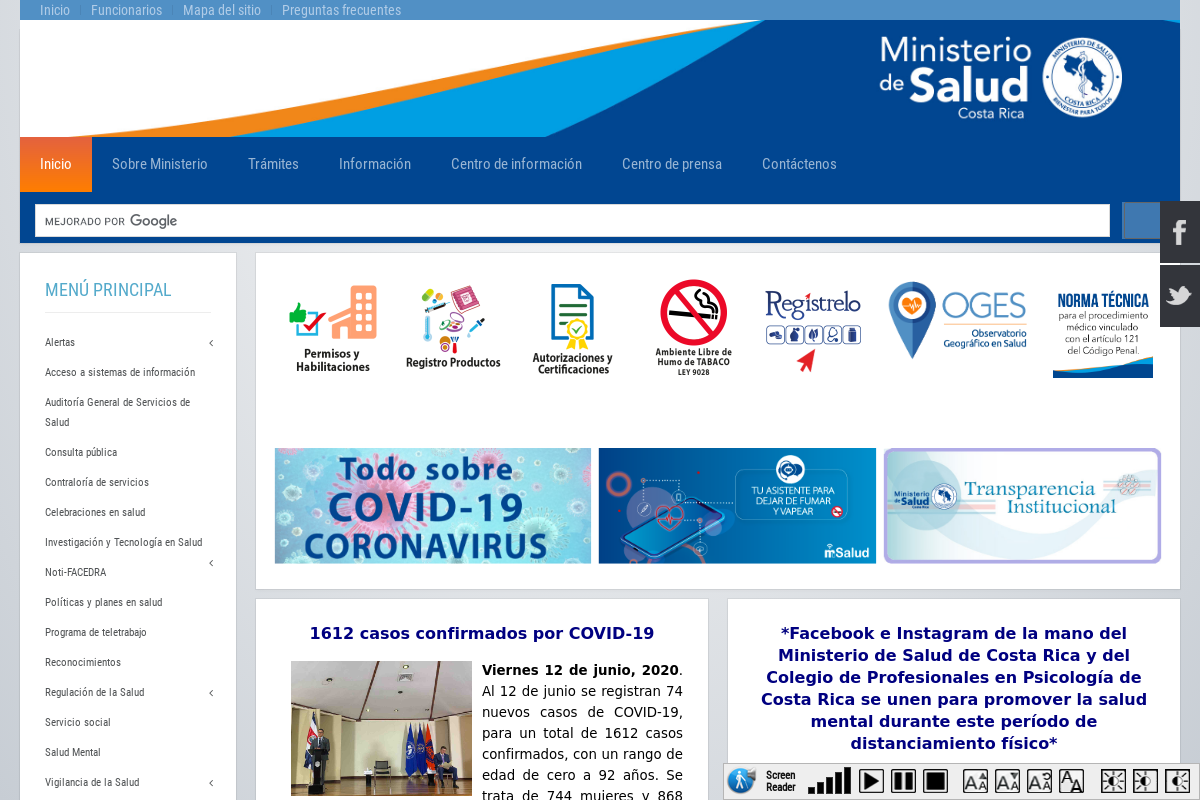 Inicio
Funcionarios
Mapa del sitio
Preguntas frecuentes
Ministerio
de Salud
Costa Rica
MINISTERIO DE SALUD
COSTA RICA
BIENESTAR PARA TODOS
Inicio
Sobre Ministerio
Trámites
Información
Centro de información
Centro de prensa
Contáctenos
MEJORADO POR Google
MENÚ PRINCIPAL
Alertas
Acceso a sistemas de información
Auditoría General de Servicios de
Salud
Consulta pública
Contraloría de servicios
Celebraciones en salud
Investigación y Tecnología en Salud
Noti-FACEDRA
Políticas y planes en salud
Programa de teletrabajo
Reconocimientos
Regulación de la Salud
Servicio social
Salud Mental
Vigilancia de la Salud
Permisos y
Habilitaciones
Registro Productos
Autorizaciones y
Certificaciones
Ambiente Libre de
Humo de TABACO
LEY 9028
Regístrelo
OGES
Observatorio
Geográfico en Salud
NORMA TÉCNICA
para el procedimiento
médico vinculado
con el artículo 121
del Código Penal.
Todo sobre
COVID-19
CORONAVIRUS
TU ASISTENTE PARA
DEJAR DE FUMAR
Y VAPEAR
mSalud
Ministerio
de Salud
Costa Rica
Transparencia
Institucional
1612 casos confirmados por COVID-19
Viernes 12 de junio, 2020.
Al 12 de junio se registran 74
nuevos casos de COVID-19,
para un total de 1612 casos
confirmados, con un rango de
edad de cero a 92 años. Se
trata de 744 mujeres y 868
*Facebook e Instagram de la mano del
Ministerio de Salud de Costa Rica y del
Colegio de Profesionales en Psicología de
Costa Rica se unen para promover la salud
mental durante este período de
distanciamiento físico*
Screen
Reader